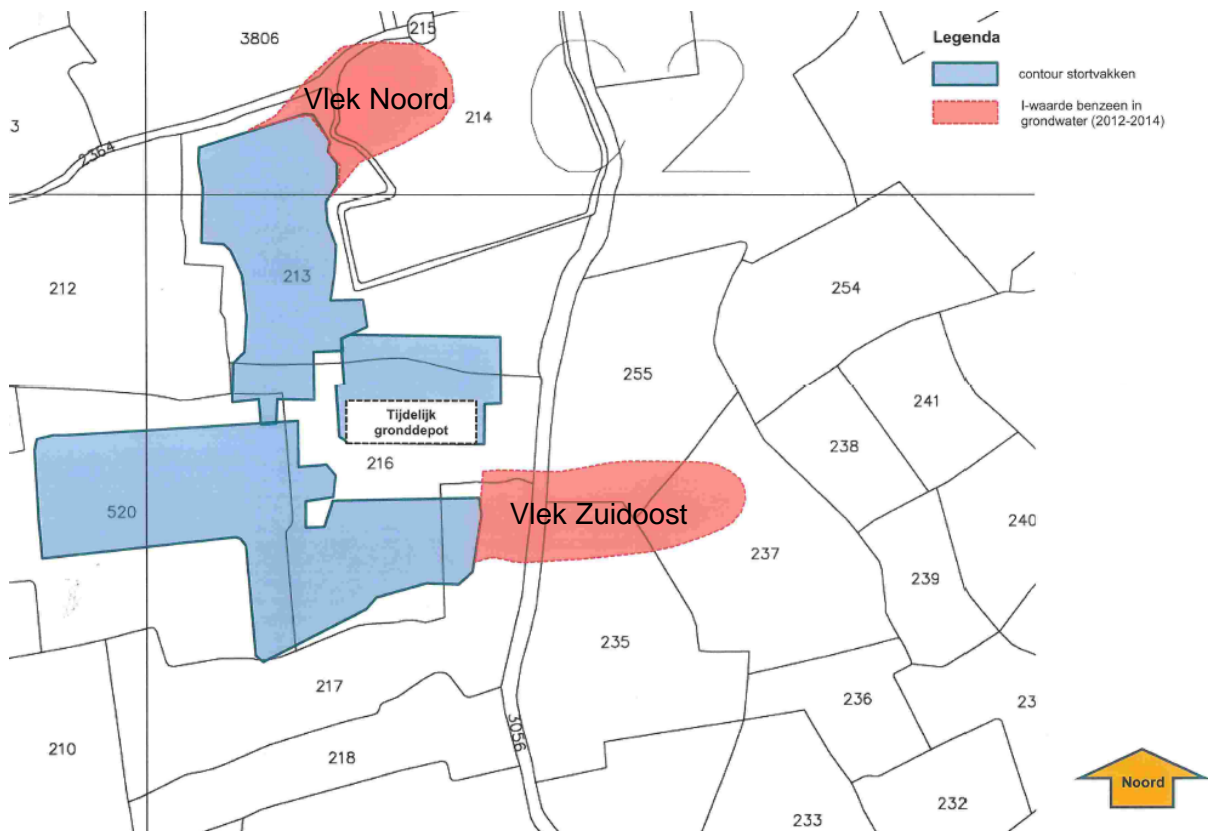 3806
215
Legenda
contour stortvakken
I-waarde benzeen in
grondwater (2012-2014)
Vlek Noord
214
02
3
2364
213
212
254
255
241
Tijdelijk
gronddepot
238
216
520
Vlek Zuidoost
240
237
239
235
217
236
23
3056
210
218
Noord
232
233